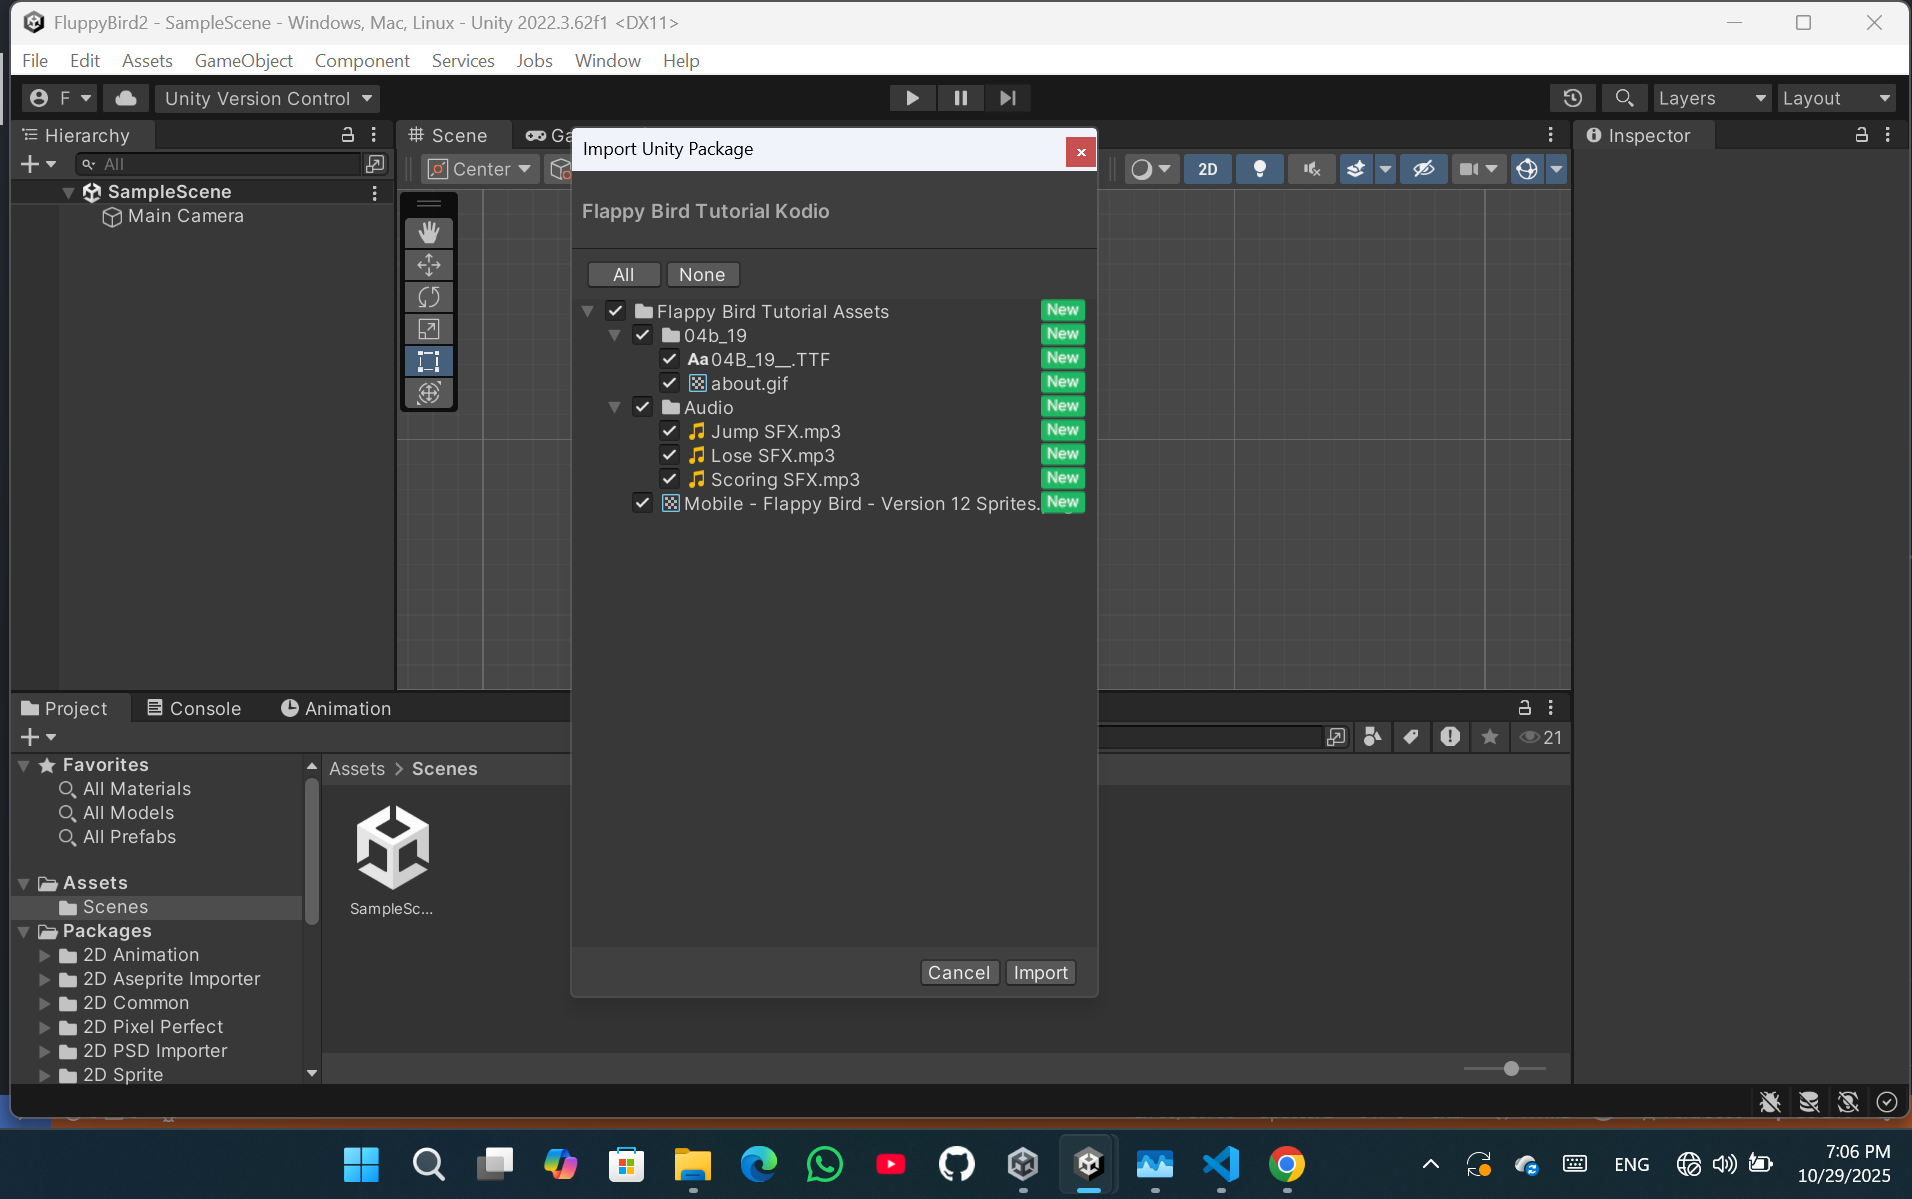 FluppyBird2 - SampleScene - Windows, Mac, Linux - Unity 2022.3.62f1 <DX11>
File Edit Assets GameObject Component Services Jobs Window Help
F Unity Version Control Layers Layout
Hierarchy
All
SampleScene
Main Camera
Scene Ga
Center 2D
Inspector
Import Unity Package
Flappy Bird Tutorial Kodio
All None
Flappy Bird Tutorial Assets New
04b_19 New
Aa 04B_19__.TTF New
about.gif New
Audio New
Jump SFX.mp3 New
Lose SFX.mp3 New
Scoring SFX.mp3 New
Mobile - Flappy Bird - Version 12 Sprites. New
Cancel Import
Project Console Animation
21
Favorites
All Materials
All Models
All Prefabs
Assets
Scenes
Packages
2D Animation
2D Aseprite Importer
2D Common
2D Pixel Perfect
2D PSD Importer
2D Sprite
Assets > Scenes
SampleSc...
ENG
7:06 PM
10/29/2025